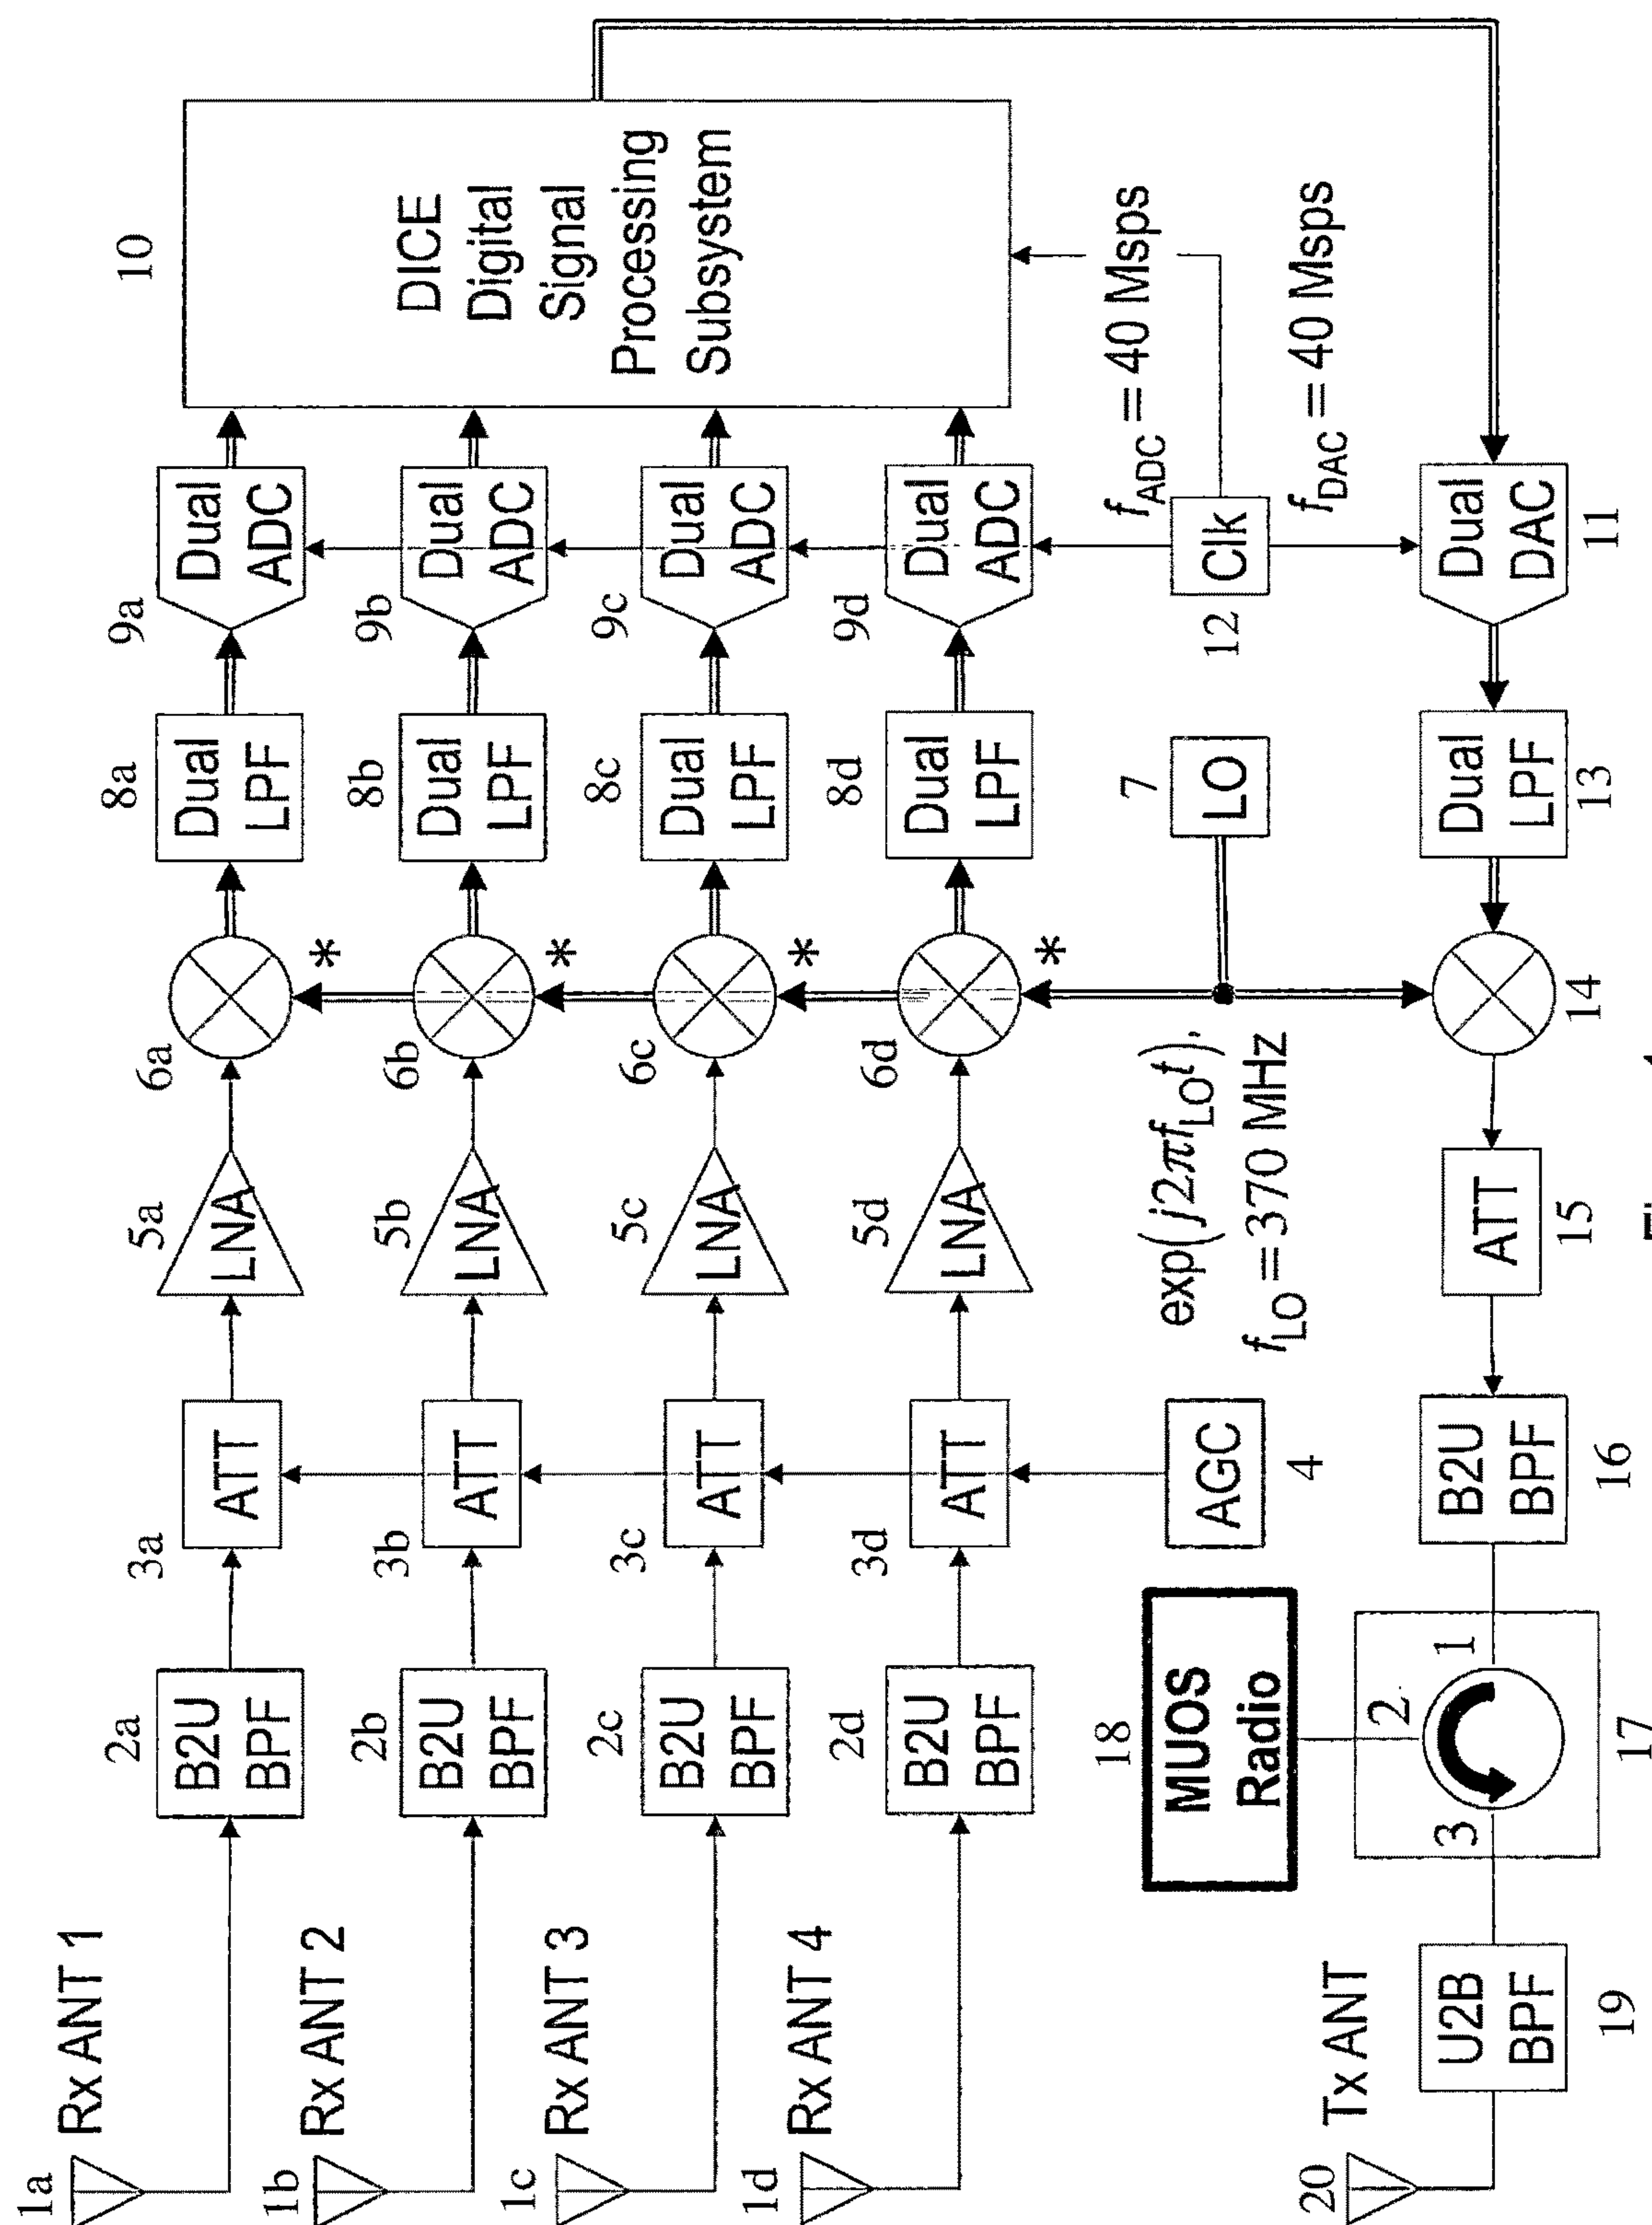 1a
Rx ANT 1
2a
B2U
BPF
3a
ATT
5a
LNA
6a
*
8a
Dual
LPF
9a
Dual
ADC
10
DICE
Digital
Signal
Processing
Subsystem
1b
Rx ANT 2
2b
B2U
BPF
3b
ATT
5b
LNA
6b
*
8b
Dual
LPF
9b
Dual
ADC
1c
Rx ANT 3
2c
B2U
BPF
3c
ATT
5c
LNA
6c
*
8c
Dual
LPF
9c
Dual
ADC
1d
Rx ANT 4
2d
B2U
BPF
3d
ATT
5d
LNA
6d
*
8d
Dual
LPF
9d
Dual
ADC
18
MUOS
Radio
AGC
4
exp(j2πf_LO t),
f_LO = 370 MHz
7
LO
12
Clk
f_ADC = 40 Msps
f_DAC = 40 Msps
20
Tx ANT
U2B
BPF
19
3
2
1
17
B2U
BPF
16
ATT
15
14
Dual
LPF
13
Dual
DAC
11